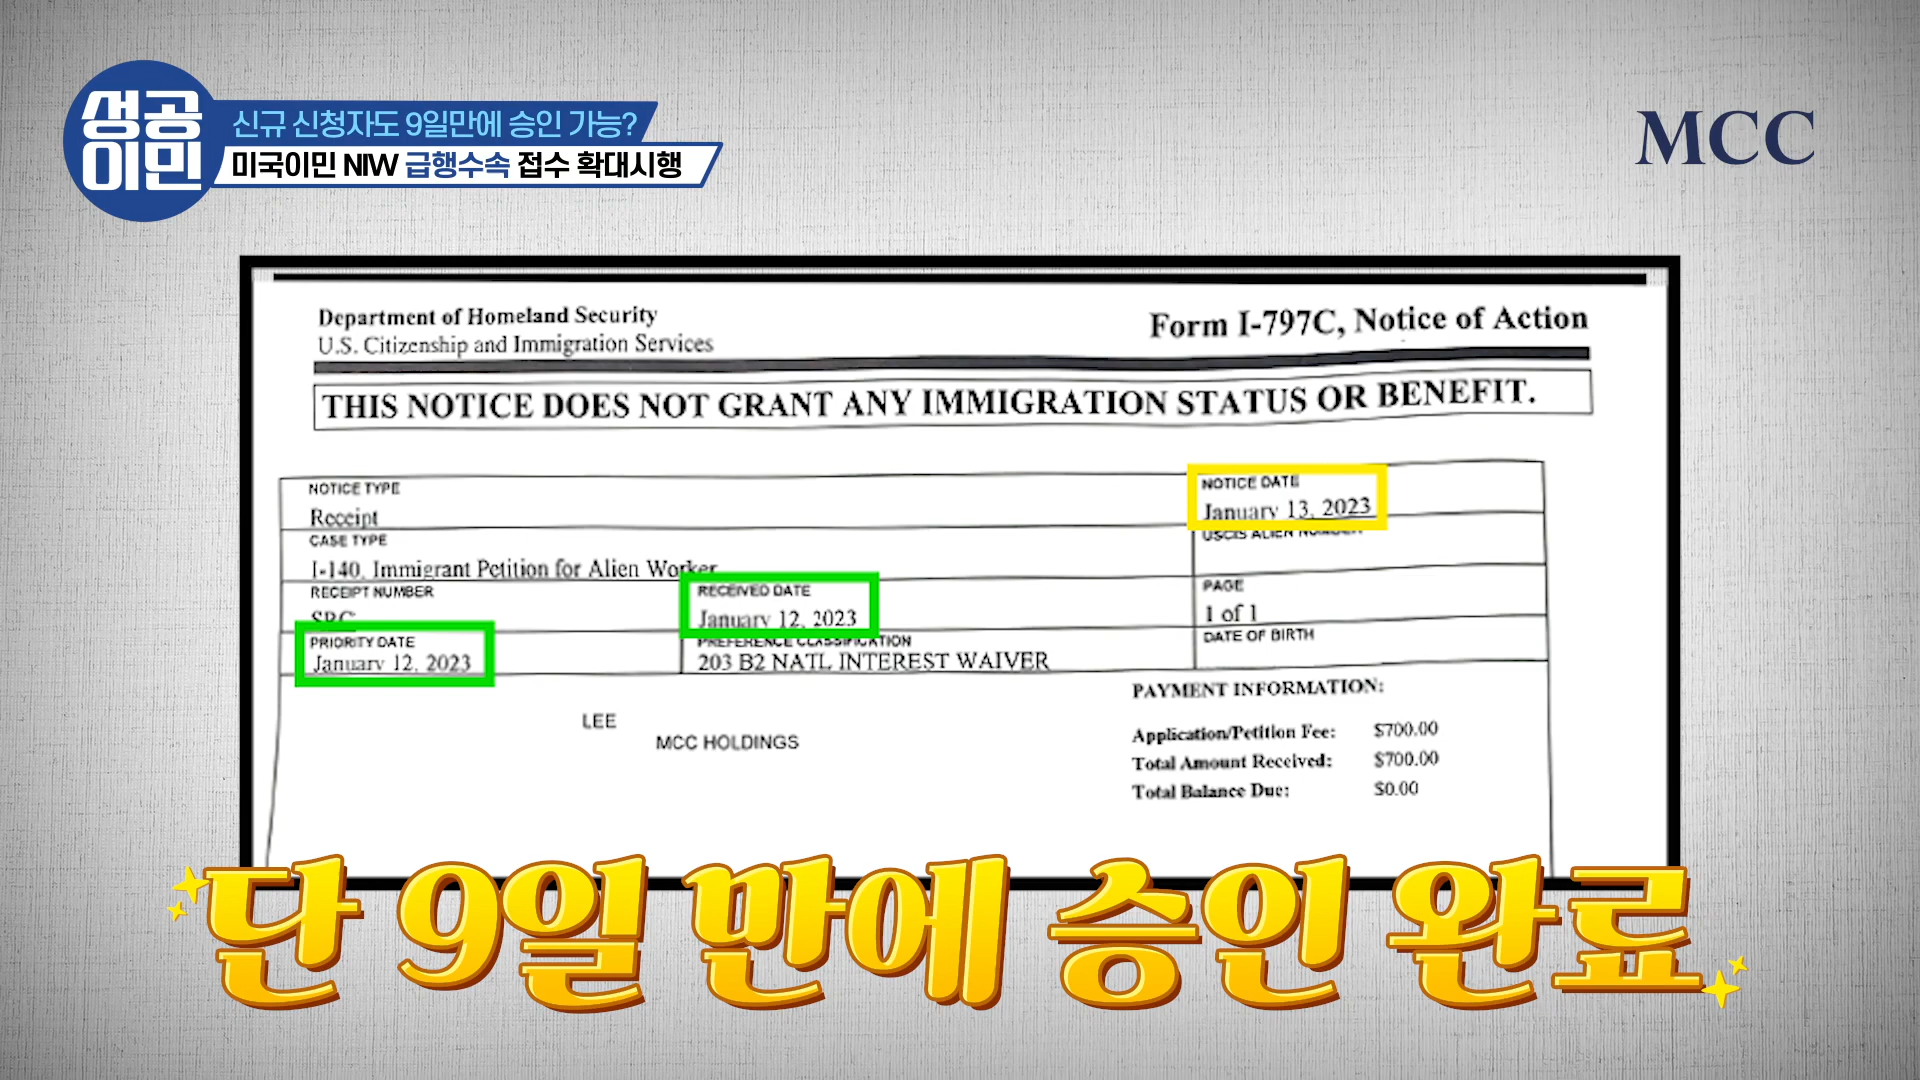 성공
이민
신규 신청자도 9일만에 승인 가능?
미국이민 NIW 급행수속 접수 확대시행
MCC
Department of Homeland Security
U.S. Citizenship and Immigration Services
Form I-797C, Notice of Action
THIS NOTICE DOES NOT GRANT ANY IMMIGRATION STATUS OR BENEFIT.
NOTICE TYPE
Receipt
NOTICE DATE
January 13, 2023
CASE TYPE
I-140, Immigrant Petition for Alien Worker
USCIS ALIEN NUMBER
RECEIPT NUMBER
SRC
RECEIVED DATE
January 12, 2023
PAGE
1 of 1
PRIORITY DATE
January 12, 2023
PREFERENCE CLASSIFICATION
203 B2 NATL INTEREST WAIVER
DATE OF BIRTH
LEE
MCC HOLDINGS
PAYMENT INFORMATION:
Application/Petition Fee: $700.00
Total Amount Received: $700.00
Total Balance Due: $0.00
단 9일 만에 승인 완료